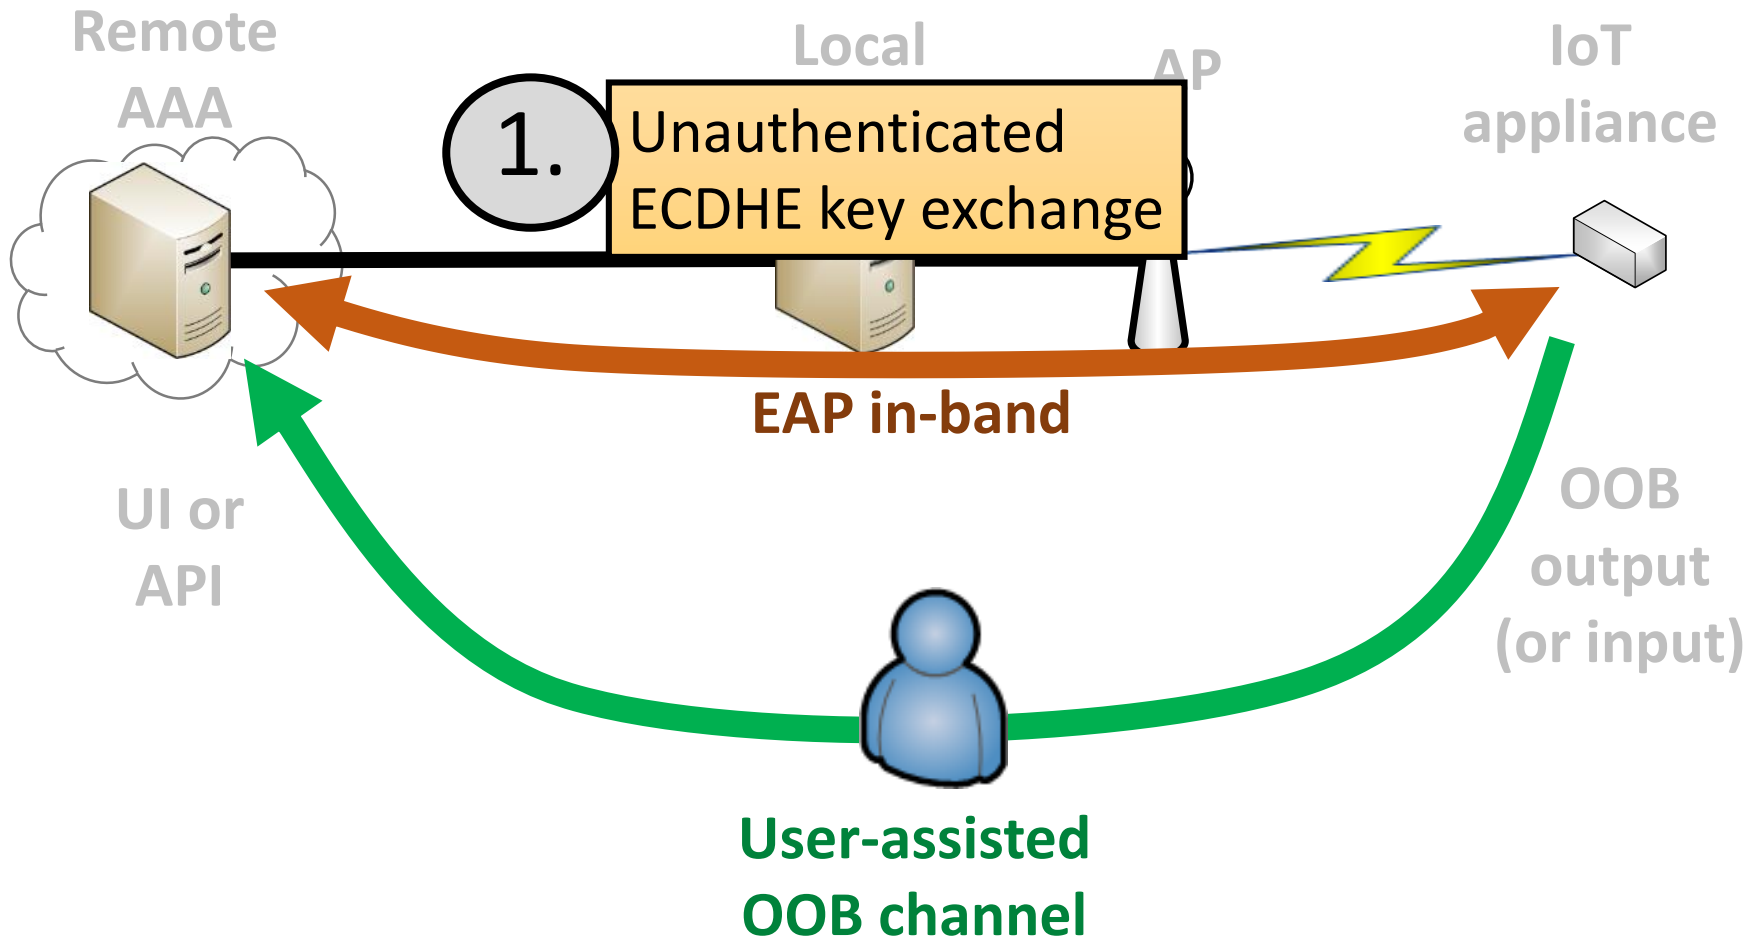 Remote
AAA
Local
AP
IoT
appliance
1.
Unauthenticated
ECDHE key exchange
EAP in-band
UI or
API
OOB
output
(or input)
User-assisted
OOB channel